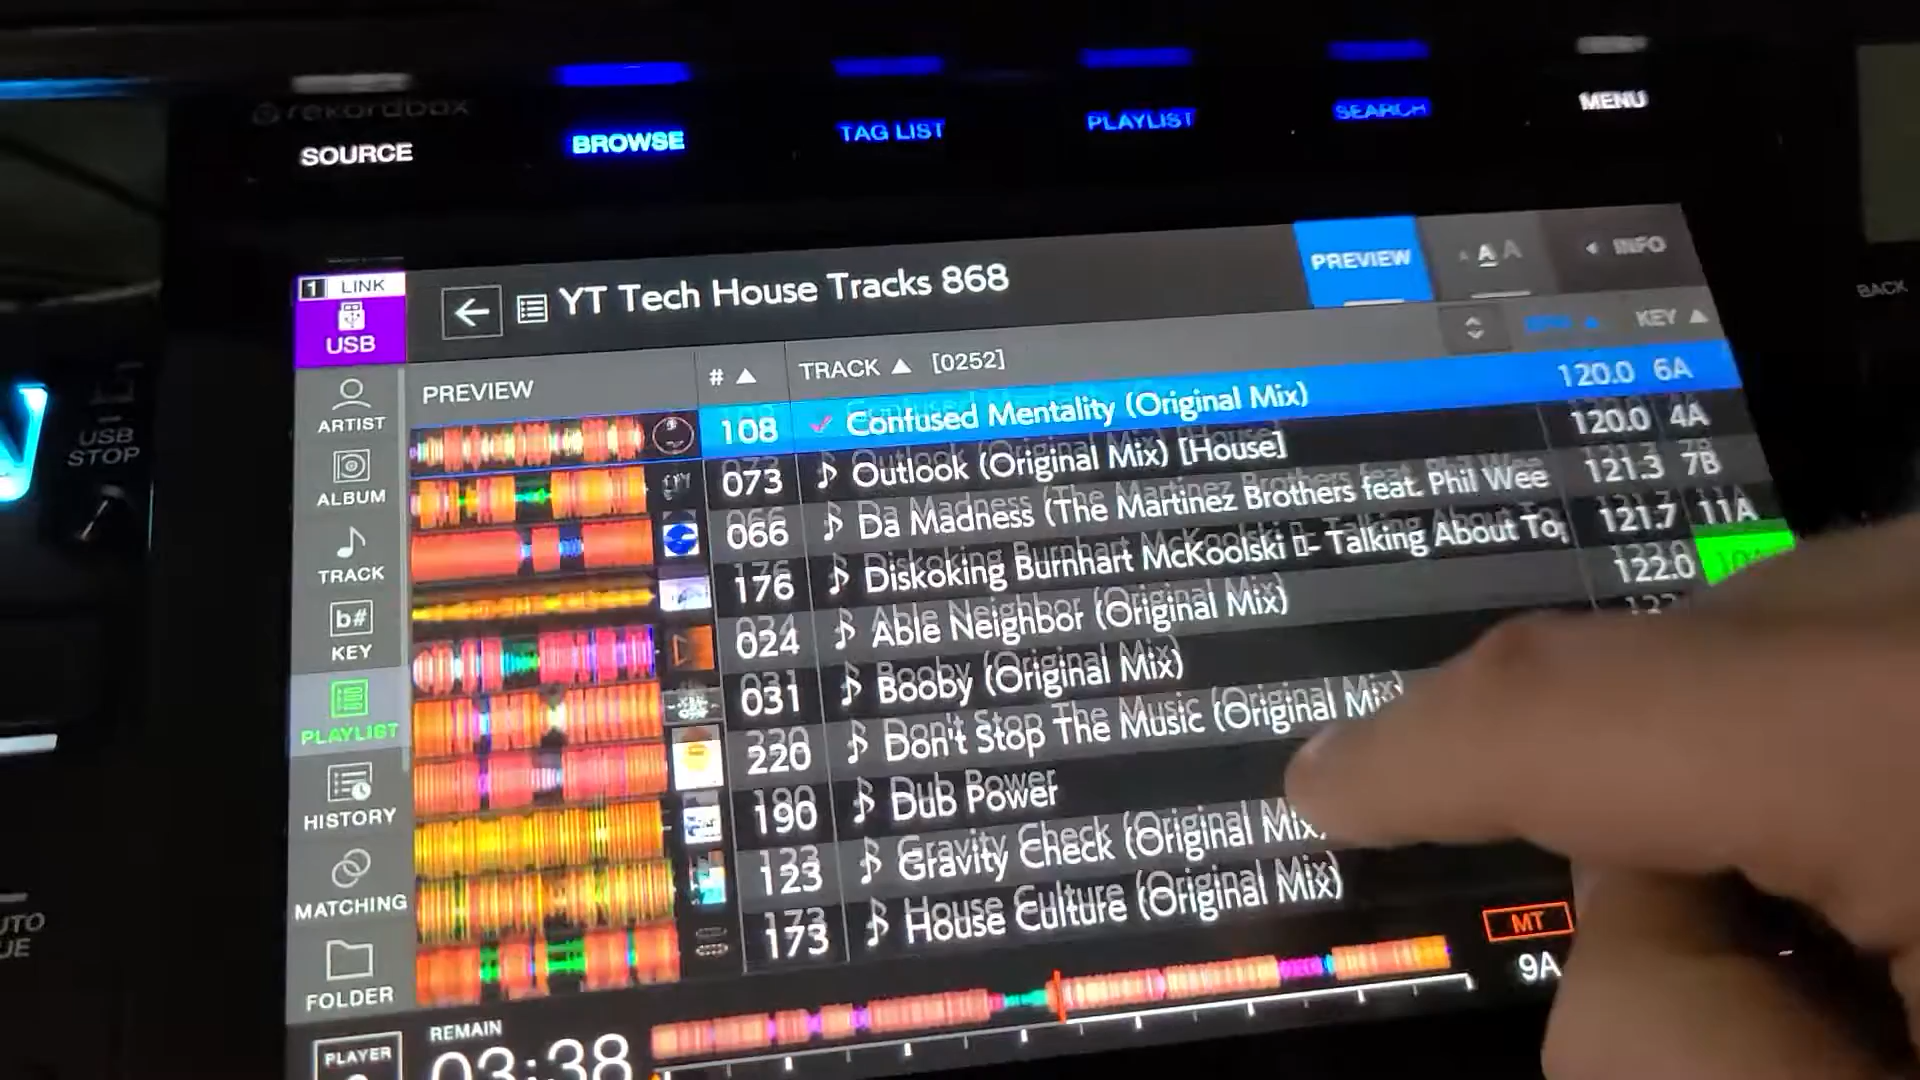 rekordbox
SOURCE
BROWSE
TAG LIST
PLAYLIST
SEARCH
MENU
BACK
USB
STOP
1 LINK
USB
YT Tech House Tracks 868
PREVIEW
A A A
INFO
PREVIEW
#
TRACK [0252]
KEY
108 Confused Mentality (Original Mix) 120.0 6A
073 Outlook (Original Mix) [House] 120.0 4A
066 Da Madness (The Martinez Brothers feat. Phil Wee 121.3 7B
176 Diskoking Burnhart McKoolski - Talking About To 121.7 11A
024 Able Neighbor (Original Mix) 122.0
031 Booby (Original Mix)
220 Don't Stop The Music (Original Mix)
190 Dub Power
123 Gravity Check (Original Mix
173 House Culture (Original Mix)
ARTIST
ALBUM
TRACK
b#
KEY
PLAYLIST
HISTORY
MATCHING
FOLDER
PLAYER
REMAIN
03:38
MT
9A
UTO
UE